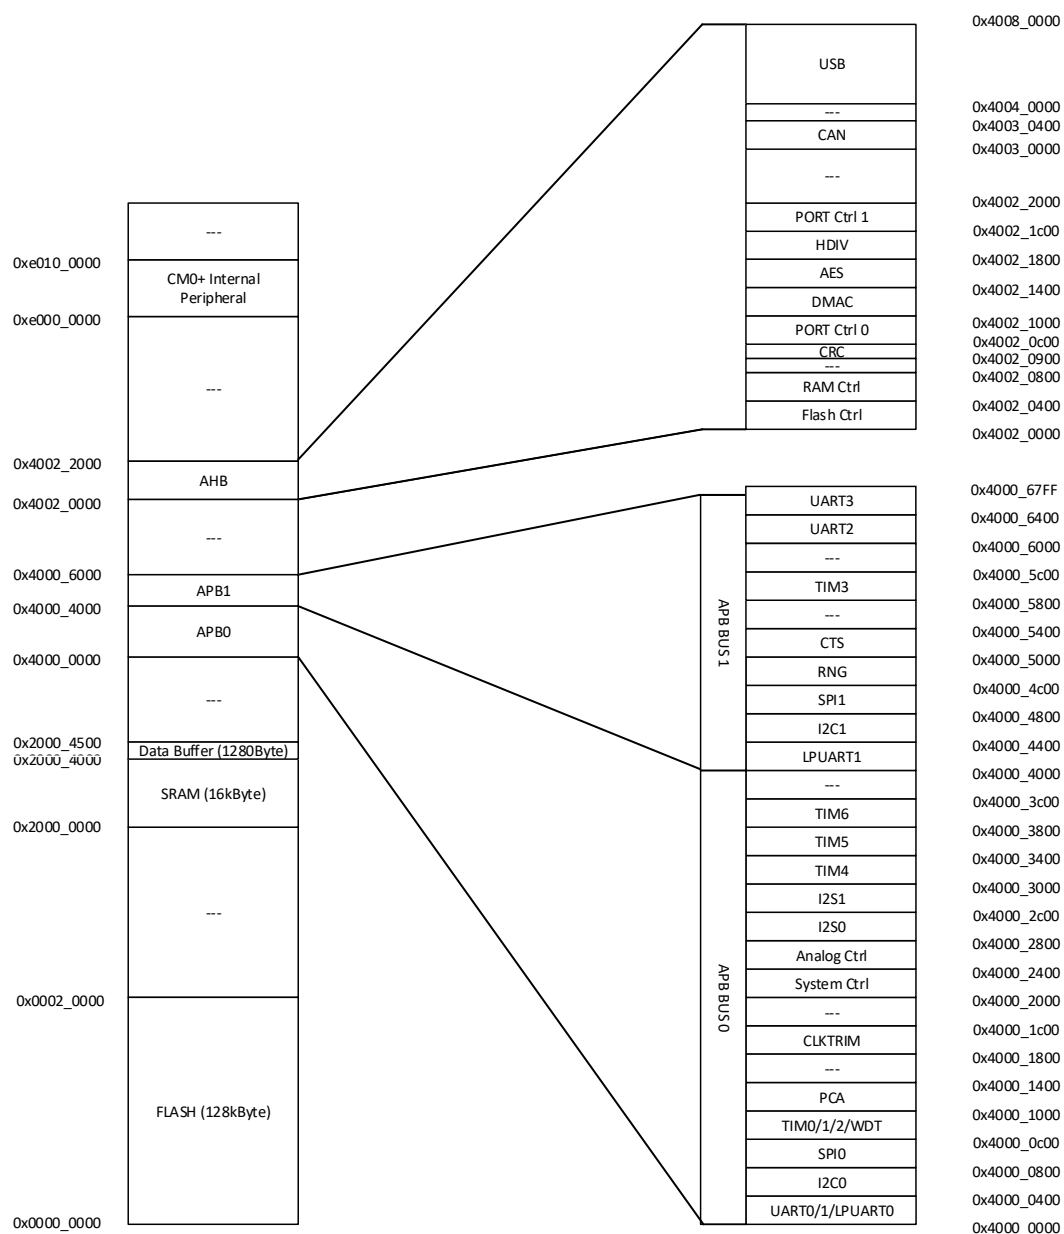 ---
0xe010_0000
CM0+ Internal
Peripheral
0xe000_0000
---
0x4002_2000
AHB
0x4002_0000
---
0x4000_6000
APB1
0x4000_4000
APB0
0x4000_0000
---
0x2000_4500
Data Buffer (1280Byte)
0x2000_4000
SRAM (16kByte)
0x2000_0000
---
0x0002_0000
FLASH (128kByte)
0x0000_0000
0x4008_0000
USB
0x4004_0000
---
0x4003_0400
CAN
0x4003_0000
---
0x4002_2000
PORT Ctrl 1
0x4002_1c00
HDIV
0x4002_1800
AES
0x4002_1400
DMAC
0x4002_1000
PORT Ctrl 0
0x4002_0c00
CRC
0x4002_0900
---
0x4002_0800
RAM Ctrl
0x4002_0400
Flash Ctrl
0x4002_0000
APB BUS1
0x4000_67FF
UART3
0x4000_6400
UART2
0x4000_6000
---
0x4000_5c00
TIM3
0x4000_5800
---
0x4000_5400
CTS
0x4000_5000
RNG
0x4000_4c00
SPI1
0x4000_4800
I2C1
0x4000_4400
LPUART1
0x4000_4000
APB BUS0
---
0x4000_3c00
TIM6
0x4000_3800
TIM5
0x4000_3400
TIM4
0x4000_3000
I2S1
0x4000_2c00
I2S0
0x4000_2800
Analog Ctrl
0x4000_2400
System Ctrl
0x4000_2000
---
0x4000_1c00
CLKTRIM
0x4000_1800
---
0x4000_1400
PCA
0x4000_1000
TIM0/1/2/WDT
0x4000_0c00
SPI0
0x4000_0800
I2C0
0x4000_0400
UART0/1/LPUART0
0x4000_0000